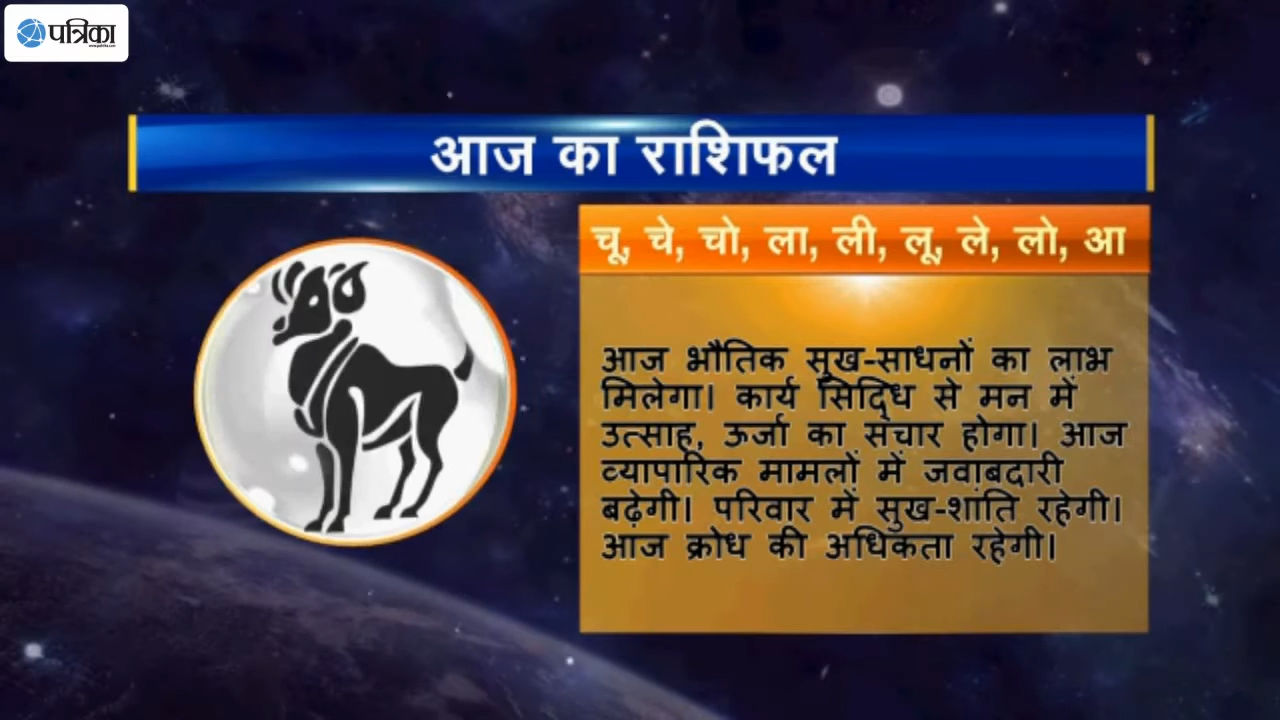 पत्रिका
आज का राशिफल
चू, चे, चो, ला, ली, लू, ले, लो, आ
आज भौतिक सुख-साधनों का लाभ
मिलेगा। कार्य सिद्धि से मन में
उत्साह, ऊर्जा का संचार होगा। आज
व्यापारिक मामलों में जवाबदारी
बढ़ेगी। परिवार में सुख-शांति रहेगी।
आज क्रोध की अधिकता रहेगी।